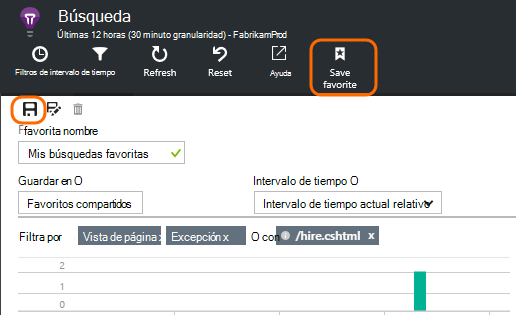 Búsqueda
Últimas 12 horas (30 minuto granularidad) - FabrikamProd
Filtros de intervalo de tiempo
Refresh
Reset
Ayuda
Save
favorite
Ffavorita nombre
Mis búsquedas favoritas
Guardar en O
Intervalo de tiempo O
Favoritos compartidos
Intervalo de tiempo actual relativo
Filtra por Vista de página x Excepción x O con /hire.cshtml x
2
1
0